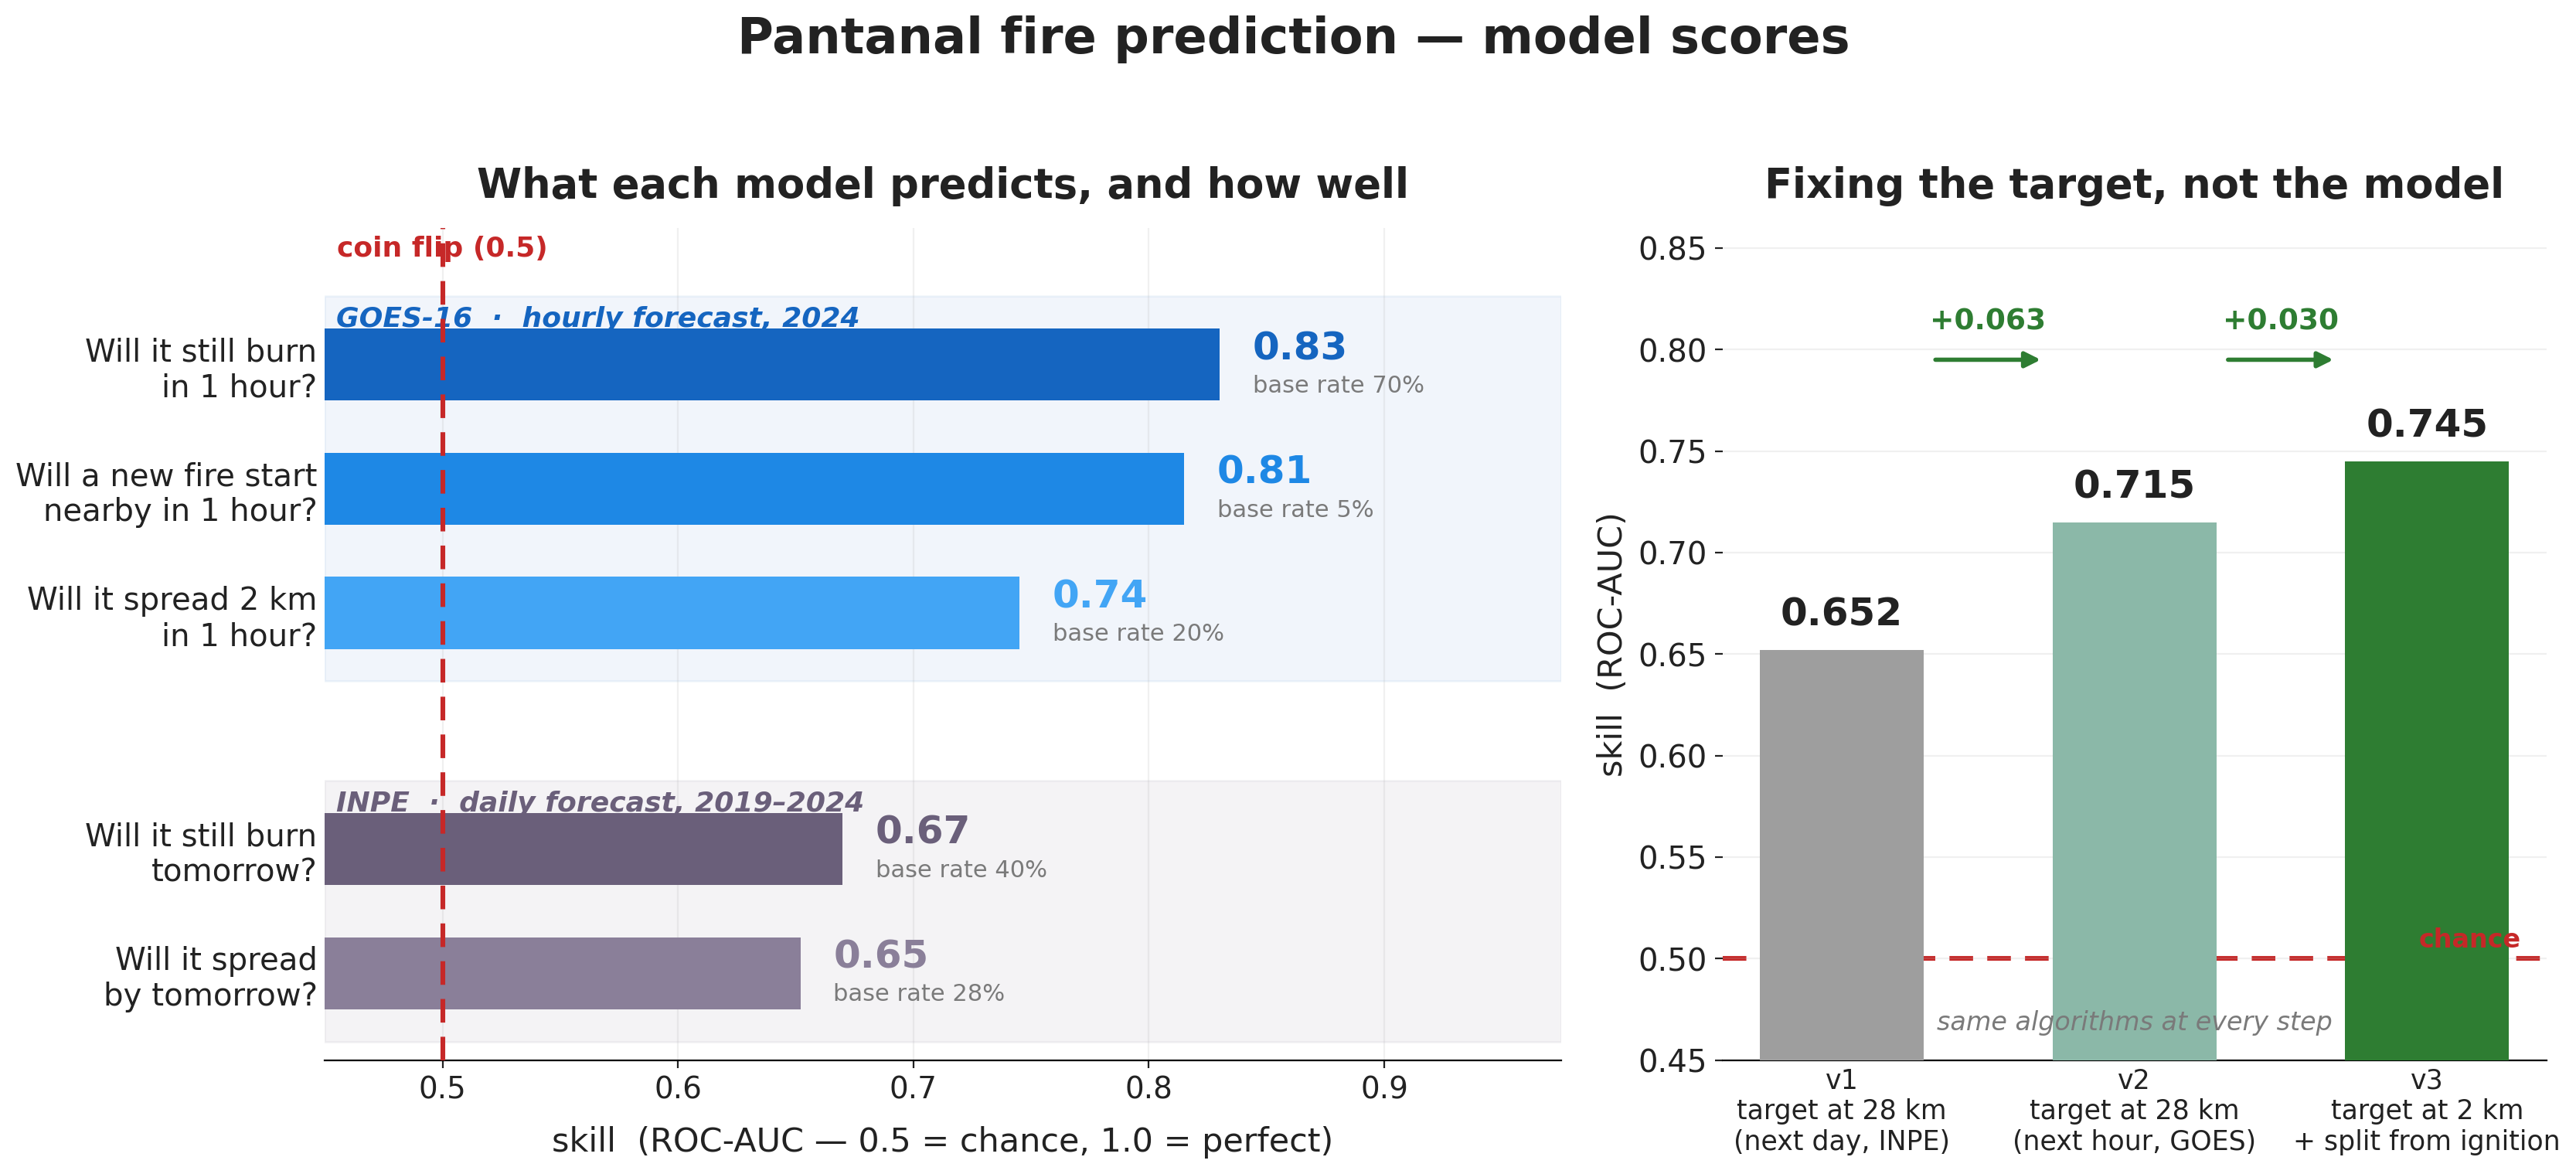 Pantanal fire prediction — model scores
What each model predicts, and how well
coin flip (0.5)
GOES-16 · hourly forecast, 2024
Will it still burn
in 1 hour?
0.83
base rate 70%
Will a new fire start
nearby in 1 hour?
0.81
base rate 5%
Will it spread 2 km
in 1 hour?
0.74
base rate 20%
INPE · daily forecast, 2019–2024
Will it still burn
tomorrow?
0.67
base rate 40%
Will it spread
by tomorrow?
0.65
base rate 28%
0.5 0.6 0.7 0.8 0.9
skill (ROC-AUC — 0.5 = chance, 1.0 = perfect)
Fixing the target, not the model
skill (ROC-AUC)
0.85
0.80
0.75
0.70
0.65
0.60
0.55
0.50
0.45
+0.063
+0.030
0.652
0.715
0.745
chance
same algorithms at every step
v1
target at 28 km
(next day, INPE)
v2
target at 28 km
(next hour, GOES)
v3
target at 2 km
+ split from ignition